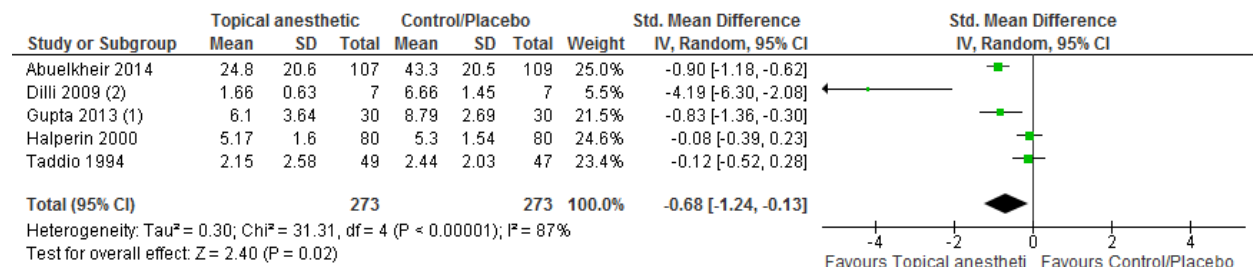 Topical anesthetic Control/Placebo Std. Mean Difference Std. Mean Difference
Study or Subgroup Mean SD Total Mean SD Total Weight IV, Random, 95% CI IV, Random, 95% CI
Abuelkheir 2014 24.8 20.6 107 43.3 20.5 109 25.0% -0.90 [-1.18, -0.62]
Dilli 2009 (2) 1.66 0.63 7 6.66 1.45 7 5.5% -4.19 [-6.30, -2.08]
Gupta 2013 (1) 6.1 3.64 30 8.79 2.69 30 21.5% -0.83 [-1.36, -0.30]
Halperin 2000 5.17 1.6 80 5.3 1.54 80 24.6% -0.08 [-0.39, 0.23]
Taddio 1994 2.15 2.58 49 2.44 2.03 47 23.4% -0.12 [-0.52, 0.28]
Total (95% CI) 273 273 100.0% -0.68 [-1.24, -0.13]
Heterogeneity: Tau² = 0.30; Chi² = 31.31, df = 4 (P < 0.00001); I² = 87%
Test for overall effect: Z = 2.40 (P = 0.02)
-4 -2 0 2 4
Favours Topical anestheti Favours Control/Placebo